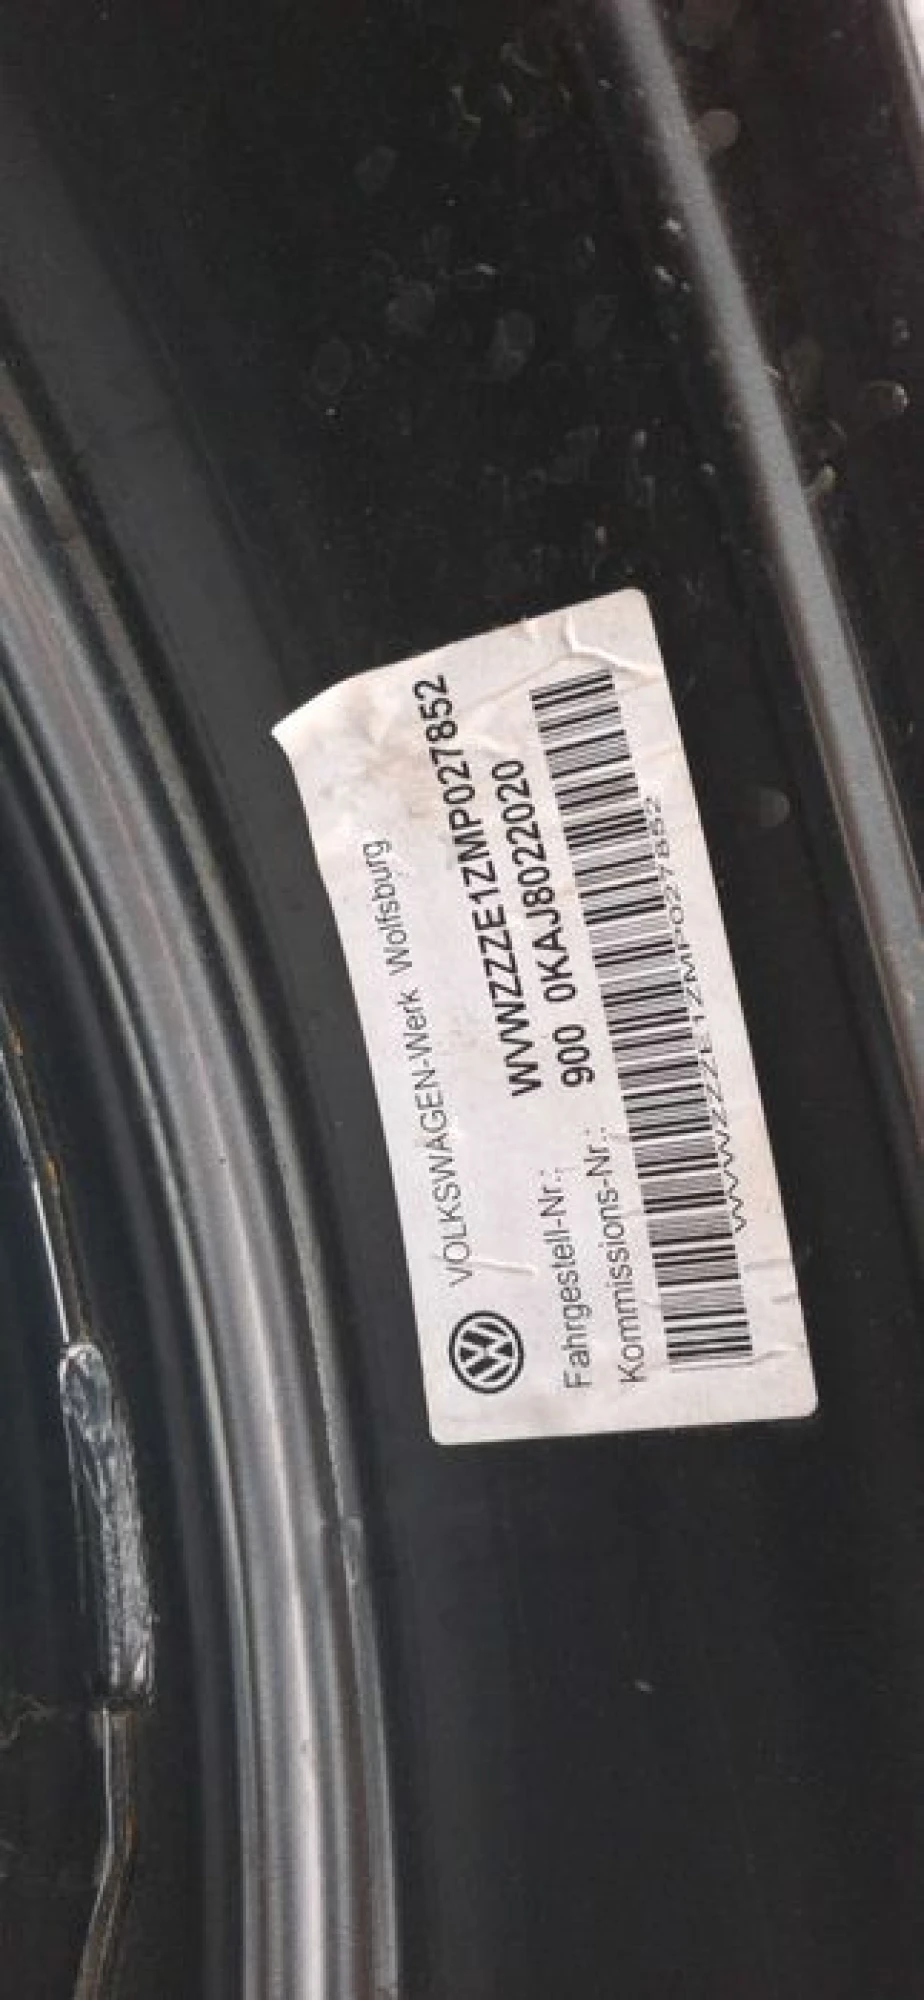 VOLKSWAGEN-Werk Wolfsburg
Fahrgestell-Nr.: WVWZZZE1ZMP027852
Kommissions-Nr.: 900 0KAJ8022020
WVWZZZE1ZMP027852